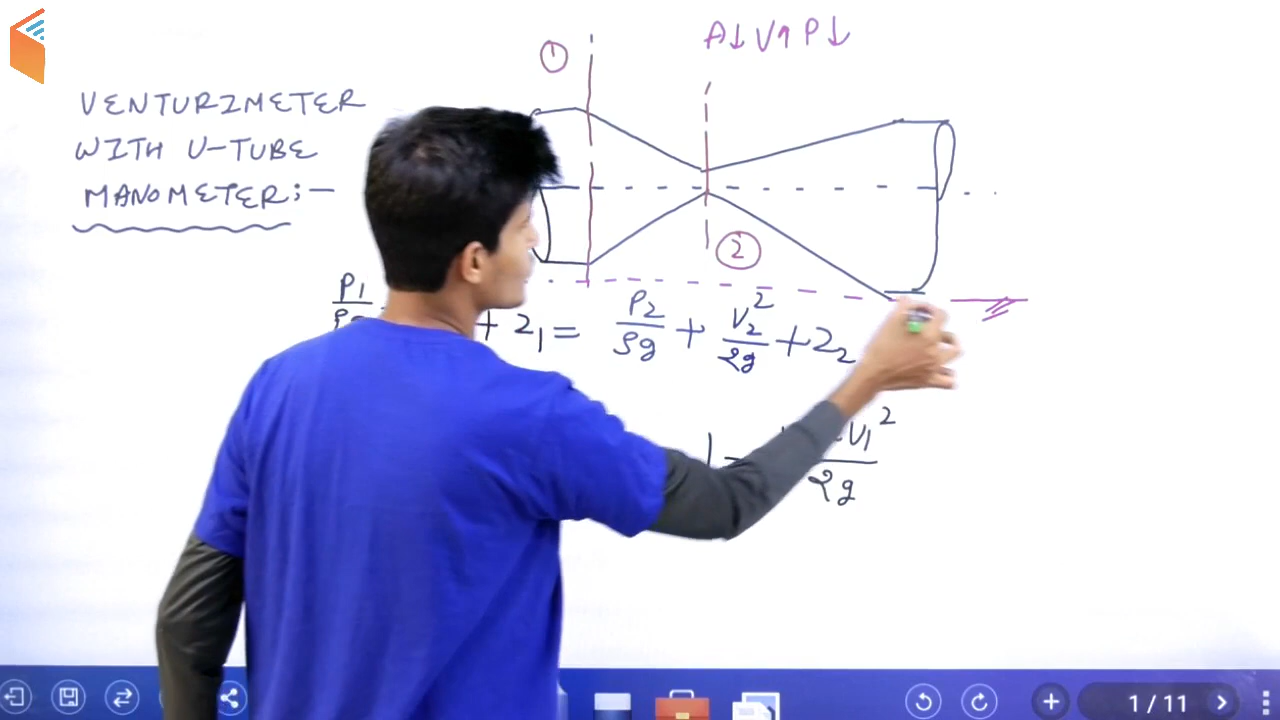 ① A↓ V↑ P↓
VENTURIMETER
WITH U-TUBE
MANOMETER:-
②
P₁ + Z₁ = P₂/ρg + V₂²/2g + Z₂
V₁²/2g
1 / 11